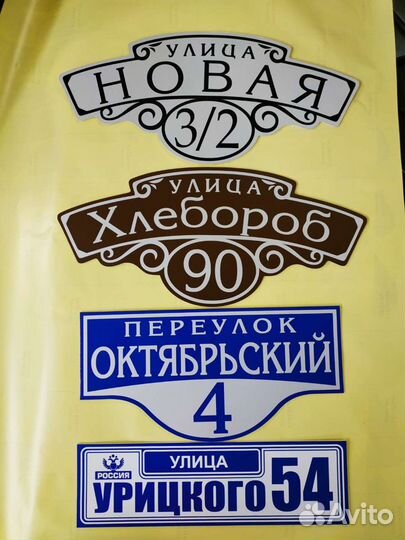 УЛИЦА
НОВАЯ
3/2
УЛИЦА
Хлебороб
90
ПЕРЕУЛОК
ОКТЯБРЬСКИЙ
4
УЛИЦА
РОССИЯ
УРИЦКОГО 54
Avito